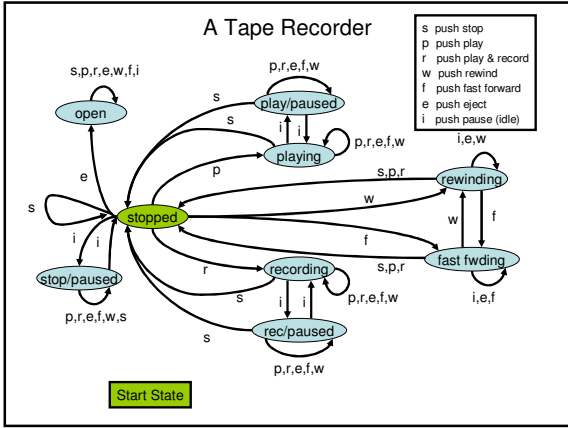 A Tape Recorder
s push stop
p push play
r push play & record
w push rewind
f push fast forward
e push eject
i push pause (idle)
s,p,r,e,w,f,i
open
p,r,e,f,w
s
play/paused
s
i
i
p,r,e,f,w
playing
i,e,w
e
p
s,p,r
rewinding
w
s
stopped
w
f
f
i
i
r
s,p,r
fast fwding
stop/paused
recording
s
p,r,e,f,w
i,e,f
i
i
p,r,e,f,w,s
s
rec/paused
p,r,e,f,w
Start State